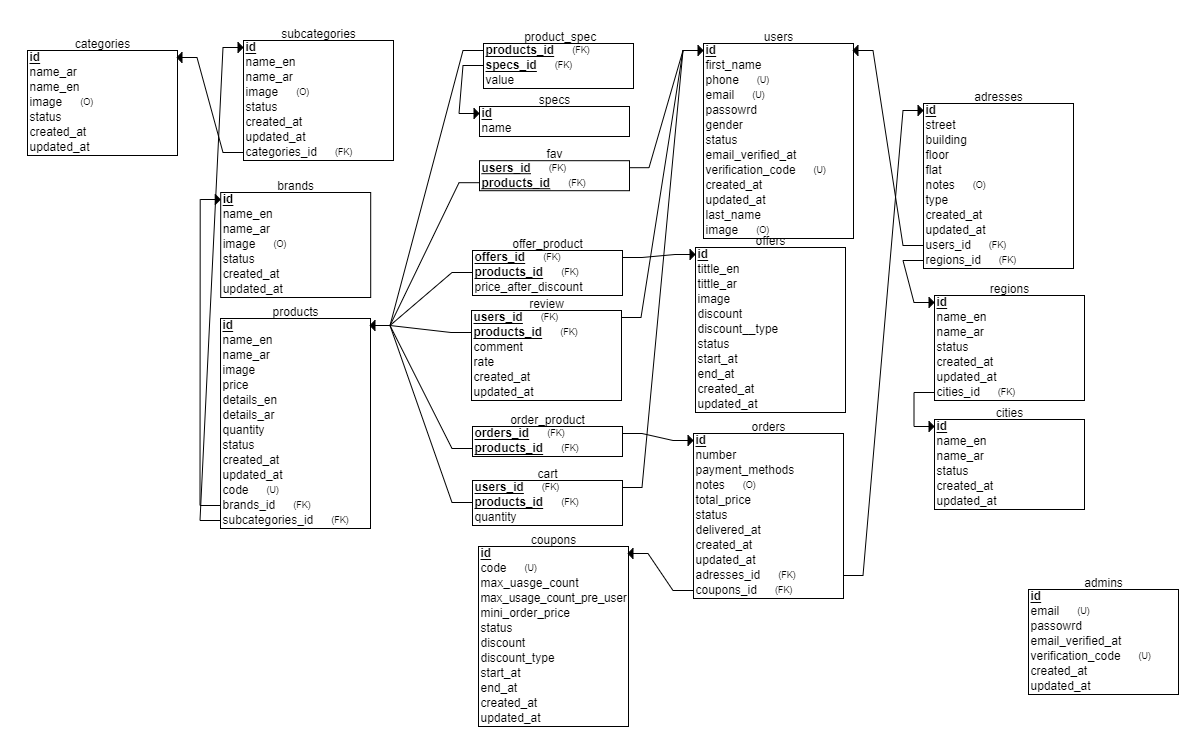 categories
id
name_ar
name_en
image (O)
status
created_at
updated_at
subcategories
id
name_en
name_ar
image (O)
status
created_at
updated_at
categories_id (FK)
brands
id
name_en
name_ar
image (O)
status
created_at
updated_at
products
id
name_en
name_ar
image
price
details_en
details_ar
quantity
status
created_at
updated_at
code (U)
brands_id (FK)
subcategories_id (FK)
product_spec
products_id (FK)
specs_id (FK)
value
specs
id
name
fav
users_id (FK)
products_id (FK)
offer_product
offers_id (FK)
products_id (FK)
price_after_discount
review
users_id (FK)
products_id (FK)
comment
rate
created_at
updated_at
order_product
orders_id (FK)
products_id (FK)
cart
users_id (FK)
products_id (FK)
quantity
coupons
id
code (U)
max_uasge_count
max_usage_count_pre_user
mini_order_price
status
discount
discount_type
start_at
end_at
created_at
updated_at
users
id
first_name
phone (U)
email (U)
passowrd
gender
status
email_verified_at
verification_code (U)
created_at
updated_at
last_name
image (O)
offers
id
tittle_en
tittle_ar
image
discount
discount__type
status
start_at
end_at
created_at
updated_at
orders
id
number
payment_methods
notes (O)
total_price
status
delivered_at
created_at
updated_at
adresses_id (FK)
coupons_id (FK)
adresses
id
street
building
floor
flat
notes (O)
type
created_at
updated_at
users_id (FK)
regions_id (FK)
regions
id
name_en
name_ar
status
created_at
updated_at
cities_id (FK)
cities
id
name_en
name_ar
status
created_at
updated_at
admins
id
email (U)
passowrd
email_verified_at
verification_code (U)
created_at
updated_at